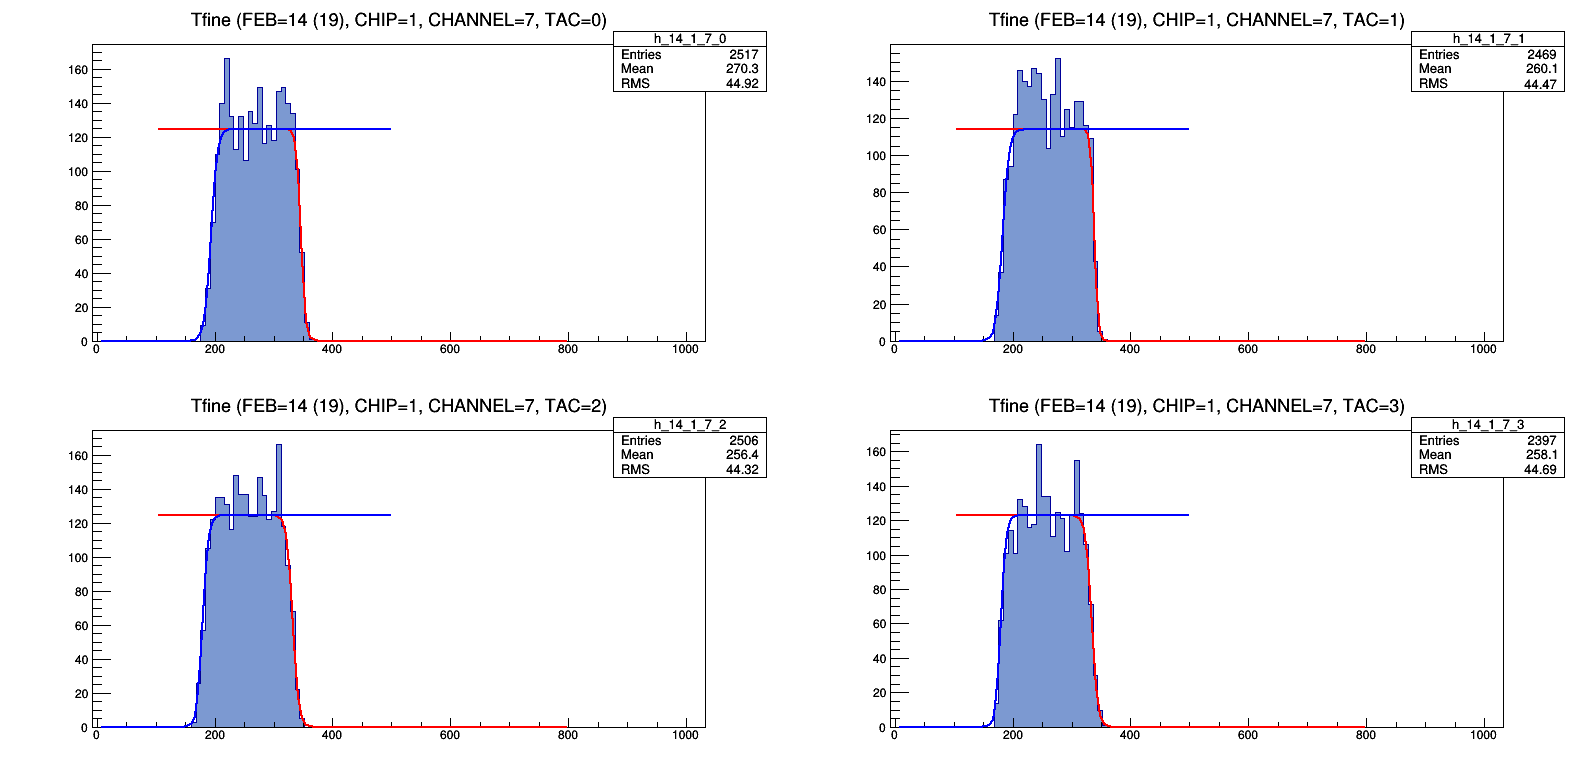 Tfine (FEB=14 (19), CHIP=1, CHANNEL=7, TAC=0)
h_14_1_7_0
Entries 2517
Mean 270.3
RMS 44.92
160
140
120
100
80
60
40
20
0
0 200 400 600 800 1000
Tfine (FEB=14 (19), CHIP=1, CHANNEL=7, TAC=1)
h_14_1_7_1
Entries 2469
Mean 260.1
RMS 44.47
140
120
100
80
60
40
20
0
0 200 400 600 800 1000
Tfine (FEB=14 (19), CHIP=1, CHANNEL=7, TAC=2)
h_14_1_7_2
Entries 2506
Mean 256.4
RMS 44.32
160
140
120
100
80
60
40
20
0
0 200 400 600 800 1000
Tfine (FEB=14 (19), CHIP=1, CHANNEL=7, TAC=3)
h_14_1_7_3
Entries 2397
Mean 258.1
RMS 44.69
160
140
120
100
80
60
40
20
0
0 200 400 600 800 1000